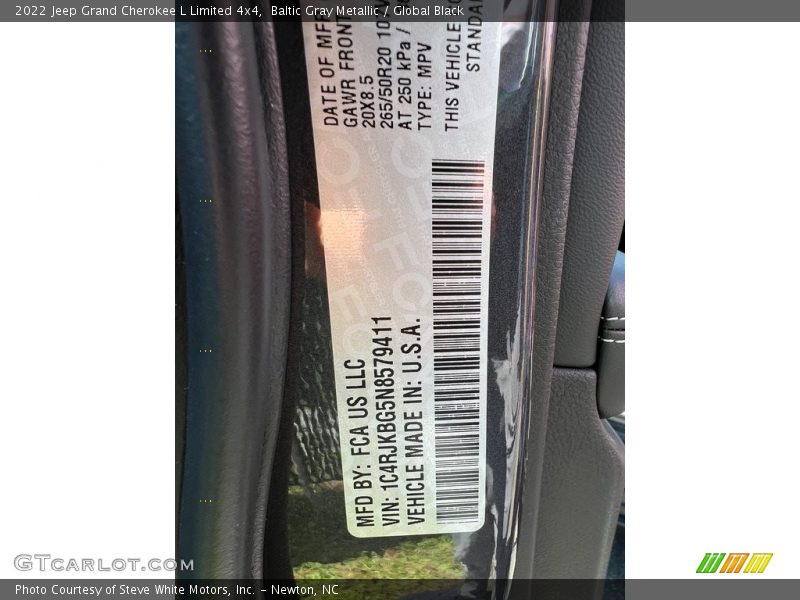 2022 Jeep Grand Cherokee L Limited 4x4, Baltic Gray Metallic / Global Black
MFD BY: FCA US LLC
VIN: 1C4RJKBG5N8579411
VEHICLE MADE IN: U.S.A.
DATE OF MFR
GAWR FRONT
20X8.5
265/50R20
AT 250 kPa /
TYPE: MPV
THIS VEHICLE
STANDA
GTCarlot.com
Photo Courtesy of Steve White Motors, Inc. – Newton, NC